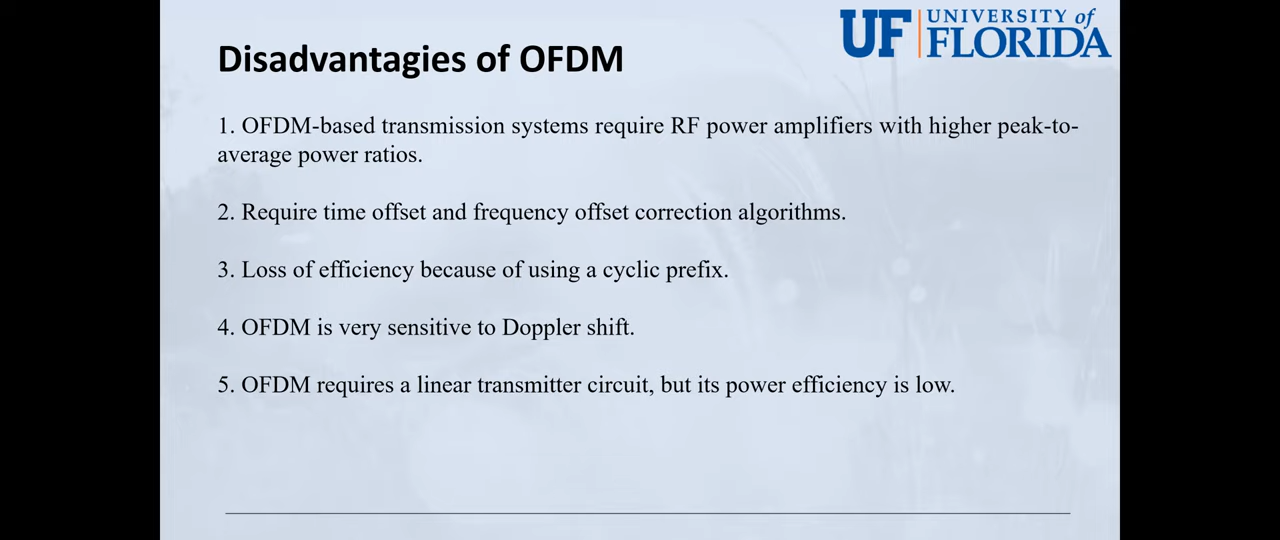 UF UNIVERSITY of
FLORIDA
Disadvantagies of OFDM
1. OFDM-based transmission systems require RF power amplifiers with higher peak-to-
average power ratios.
2. Require time offset and frequency offset correction algorithms.
3. Loss of efficiency because of using a cyclic prefix.
4. OFDM is very sensitive to Doppler shift.
5. OFDM requires a linear transmitter circuit, but its power efficiency is low.